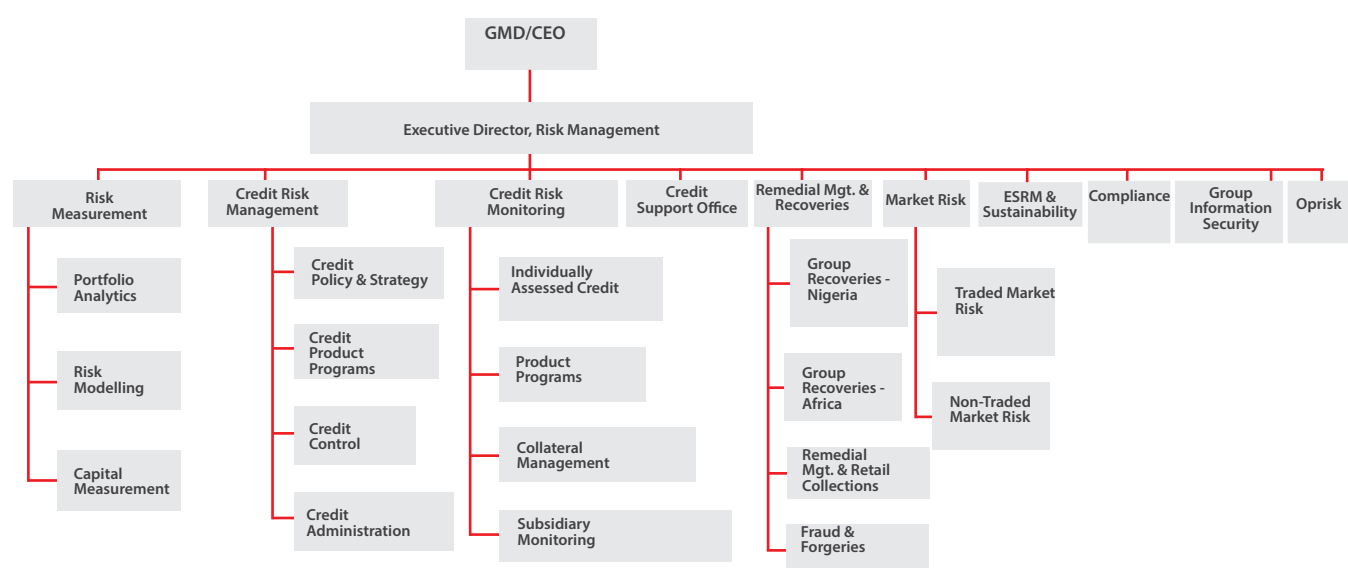 GMD/CEO
Executive Director, Risk Management
Risk
Measurement
Credit Risk
Management
Credit Risk
Monitoring
Credit
Support Office
Remedial Mgt. &
Recoveries
Market Risk
ESRM &
Sustainability
Compliance
Group
Information
Security
Oprisk
Portfolio
Analytics
Risk
Modelling
Capital
Measurement
Credit
Policy & Strategy
Credit
Product
Programs
Credit
Control
Credit
Administration
Individually
Assessed Credit
Product
Programs
Collateral
Management
Subsidiary
Monitoring
Group
Recoveries -
Nigeria
Group
Recoveries -
Africa
Remedial
Mgt. & Retail
Collections
Fraud &
Forgeries
Traded Market
Risk
Non-Traded
Market Risk